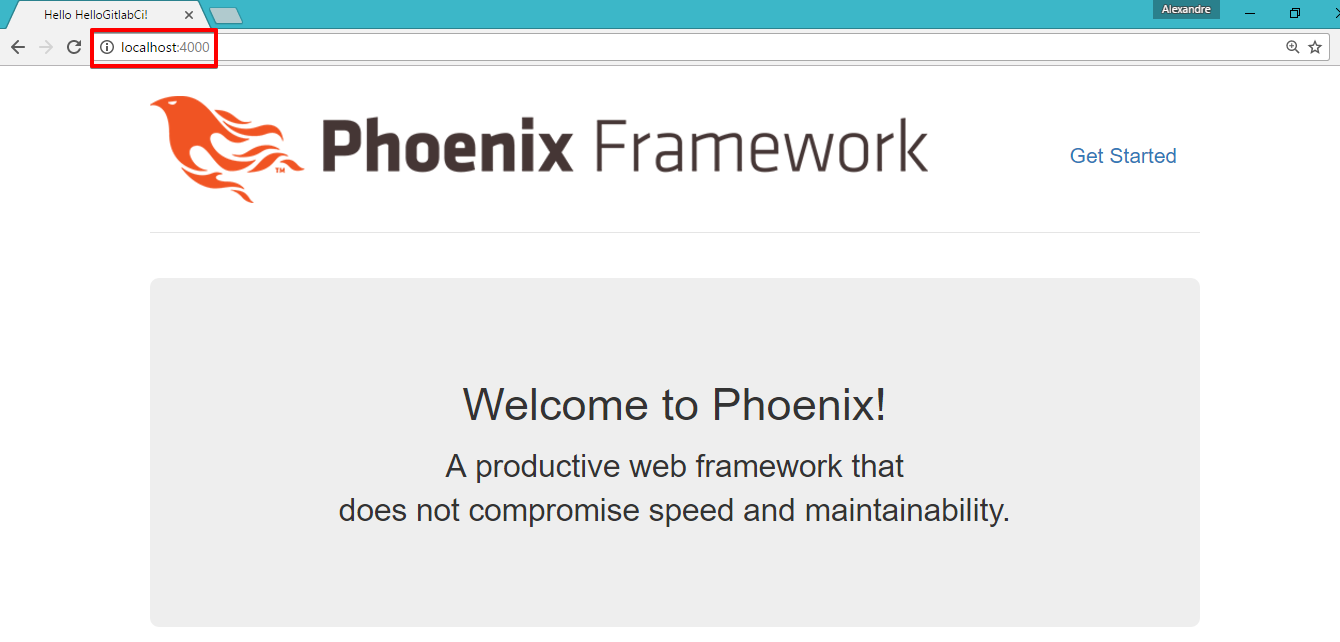 Hello HelloGitlabCi!
Alexandre
localhost:4000
Phoenix Framework
TM
Get Started
Welcome to Phoenix!
A productive web framework that
does not compromise speed and maintainability.